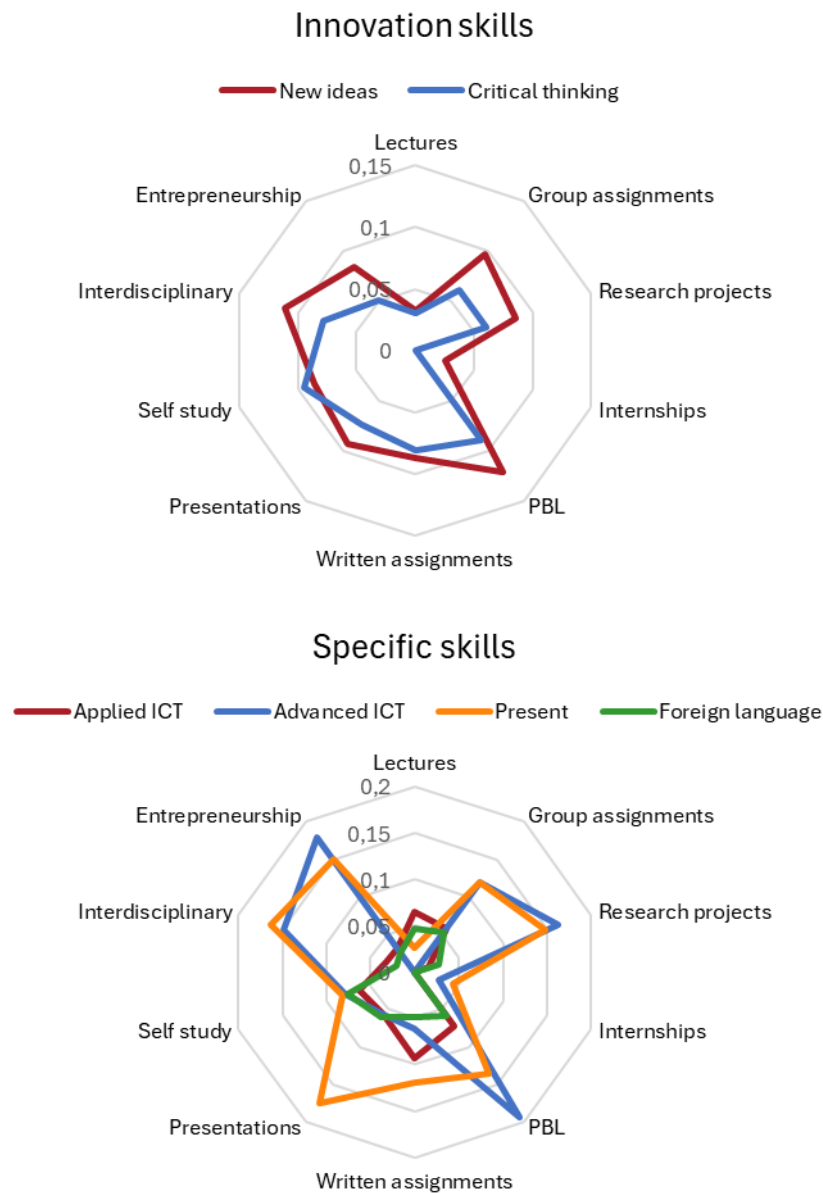 Innovation skills
New ideas Critical thinking
Lectures
0,15
Entrepreneurship Group assignments
0,1
Interdisciplinary 0,05 Research projects
0
Self study Internships
Presentations PBL
Written assignments
Specific skills
Applied ICT Advanced ICT Present Foreign language
Lectures
0,2
Entrepreneurship Group assignments
0,15
0,1
Interdisciplinary Research projects
0,05
0
Self study Internships
Presentations PBL
Written assignments